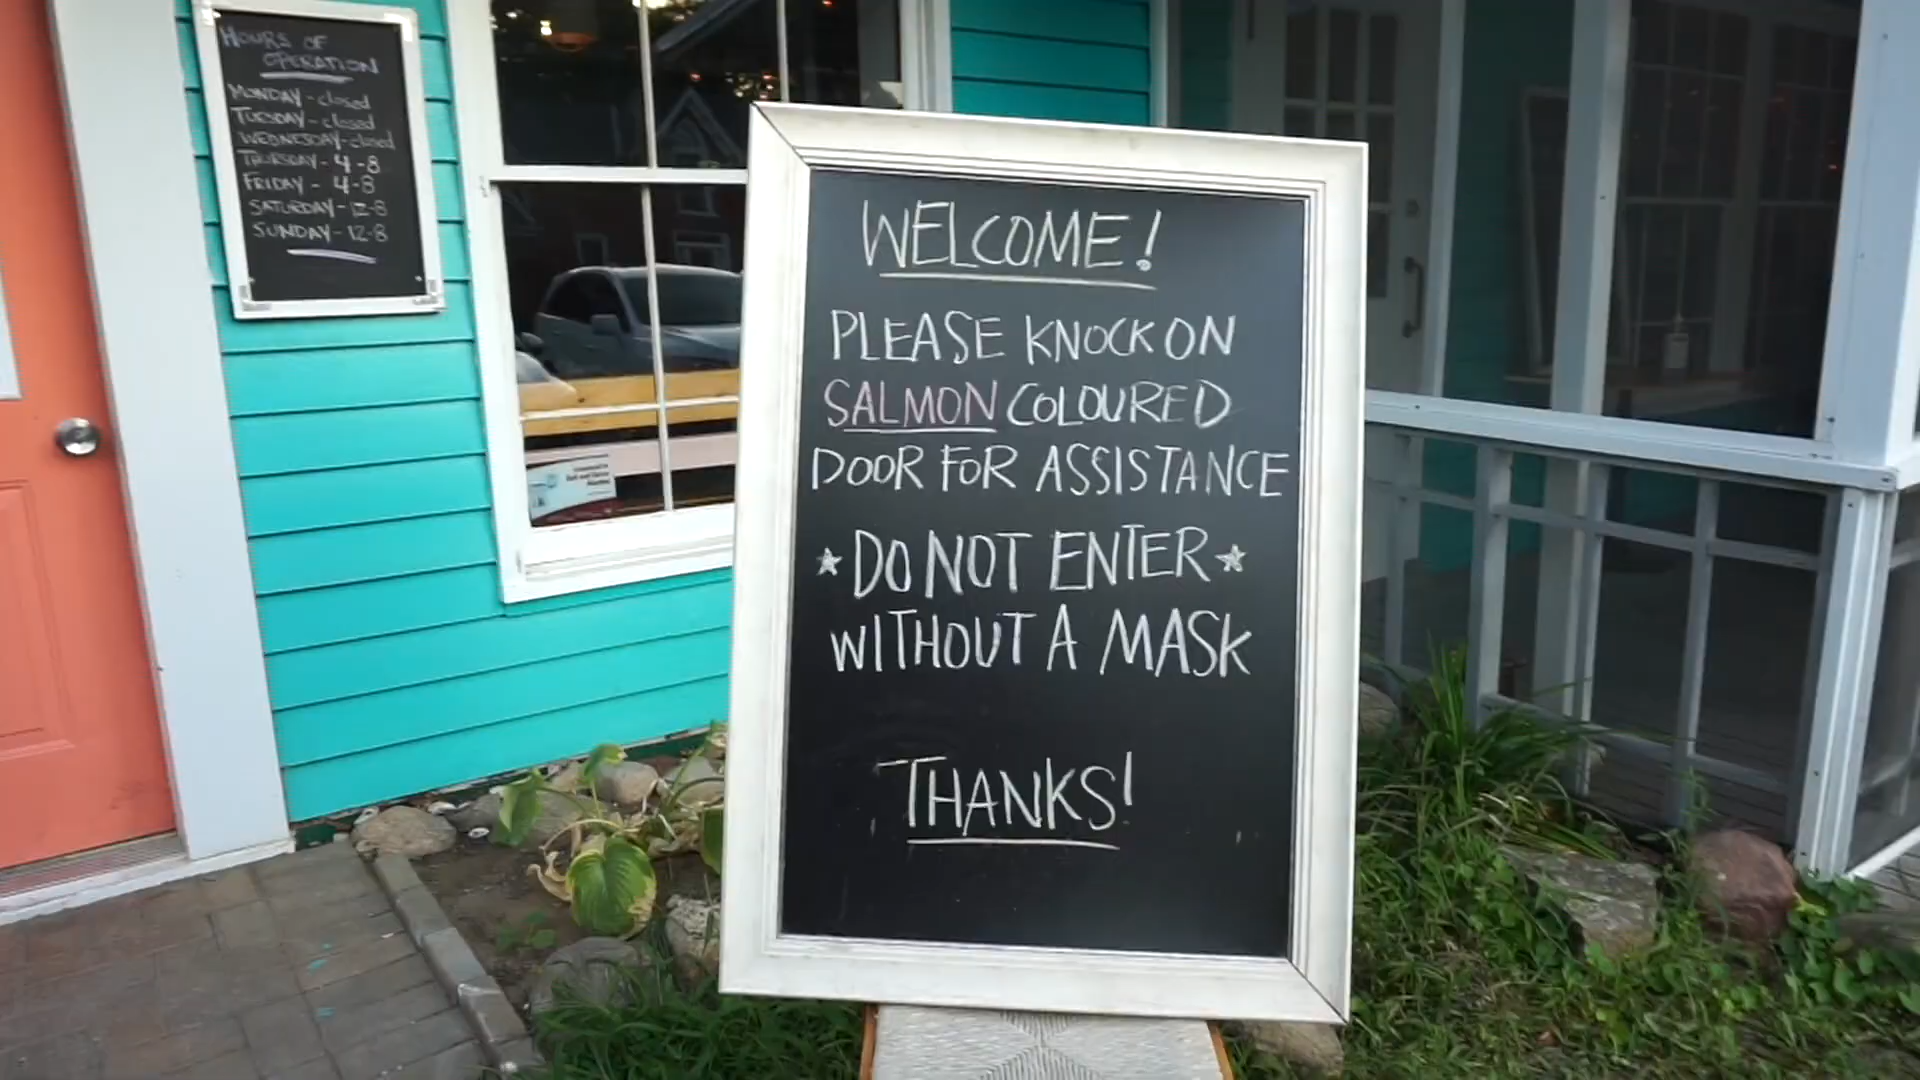 HOURS OF
OPERATION
MONDAY - closed
TUESDAY - closed
WEDNESDAY - closed
THURSDAY - 4-8
FRIDAY - 4-8
SATURDAY - 12-8
SUNDAY - 12-8
WELCOME!
PLEASE KNOCK ON
SALMON COLOURED
DOOR FOR ASSISTANCE
★ DO NOT ENTER ★
WITHOUT A MASK
THANKS!